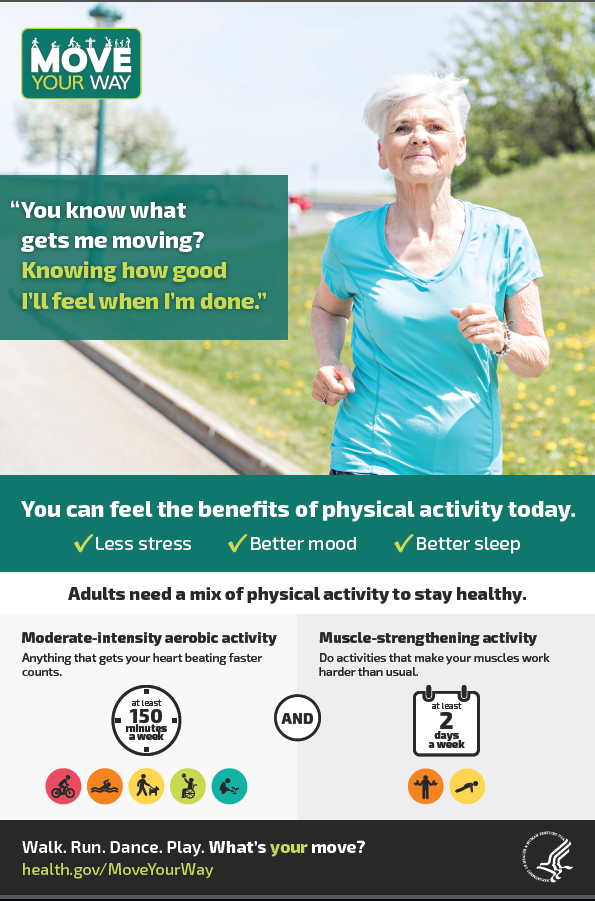 MOVE
YOUR WAY
“You know what
gets me moving?
Knowing how good
I’ll feel when I’m done.”
You can feel the benefits of physical activity today.
✓Less stress ✓Better mood ✓Better sleep
Adults need a mix of physical activity to stay healthy.
Moderate-intensity aerobic activity
Anything that gets your heart beating faster
counts.
at least
150
minutes
a week
AND
Muscle-strengthening activity
Do activities that make your muscles work
harder than usual.
at least
2
days
a week
Walk. Run. Dance. Play. What’s your move?
health.gov/MoveYourWay